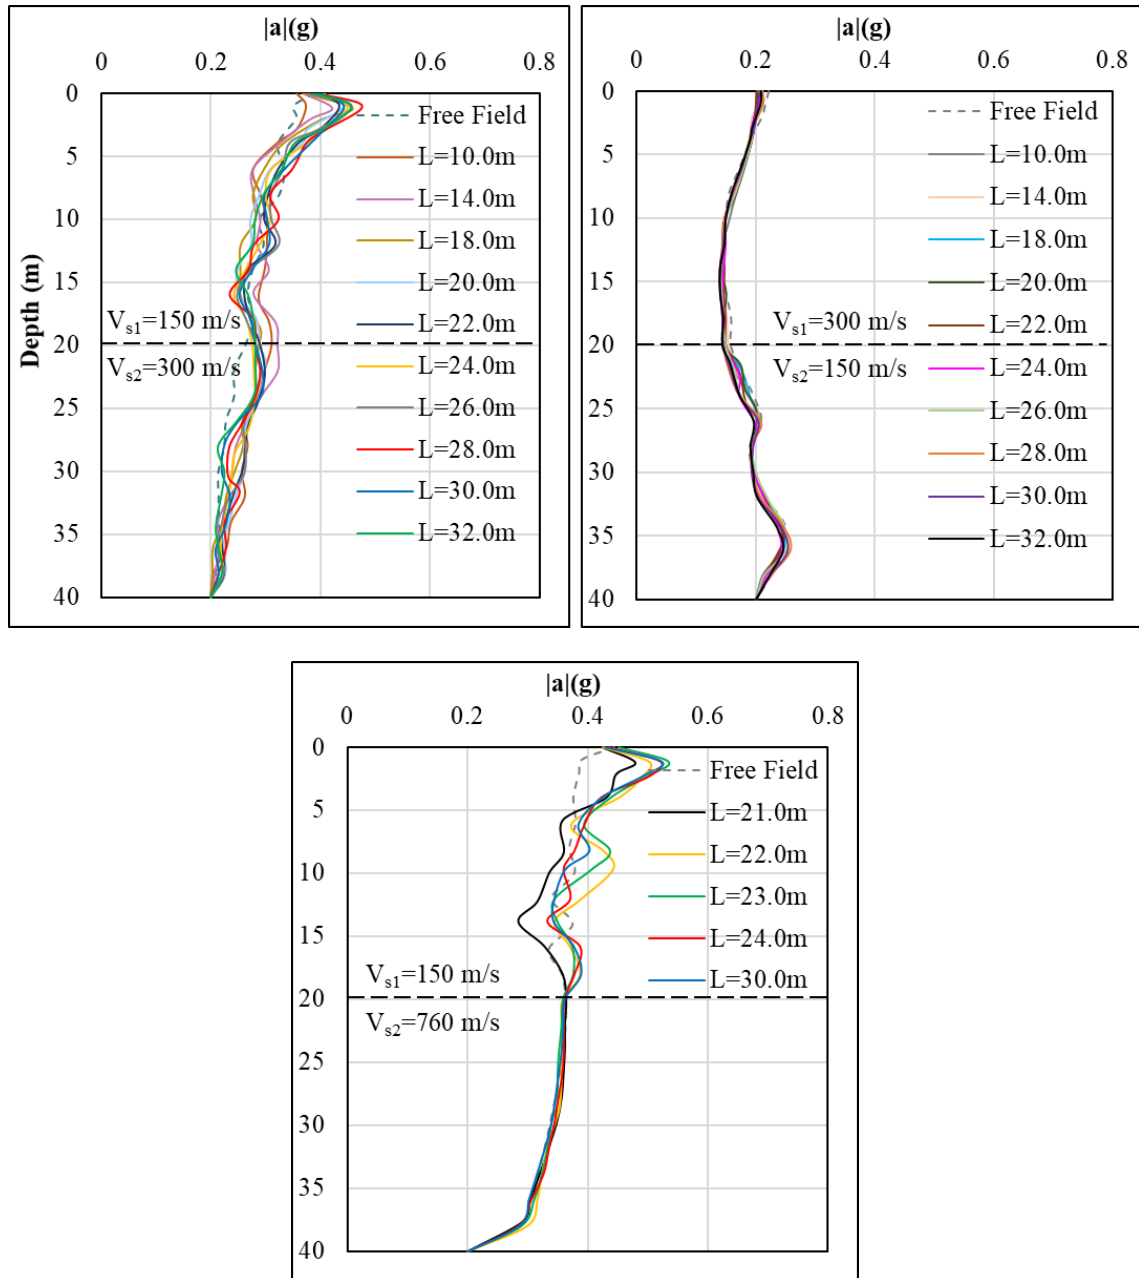 |a|(g)
0 0.2 0.4 0.6 0.8
Depth (m)
0
5
10
15
20
25
30
35
40
Free Field
L=10.0m
L=14.0m
L=18.0m
L=20.0m
L=22.0m
L=24.0m
L=26.0m
L=28.0m
L=30.0m
L=32.0m
Vs1=150 m/s
Vs2=300 m/s
|a|(g)
0 0.2 0.4 0.6 0.8
0
5
10
15
20
25
30
35
40
Free Field
L=10.0m
L=14.0m
L=18.0m
L=20.0m
L=22.0m
L=24.0m
L=26.0m
L=28.0m
L=30.0m
L=32.0m
Vs1=300 m/s
Vs2=150 m/s
|a|(g)
0 0.2 0.4 0.6 0.8
0
5
10
15
20
25
30
35
40
Free Field
L=21.0m
L=22.0m
L=23.0m
L=24.0m
L=30.0m
Vs1=150 m/s
Vs2=760 m/s